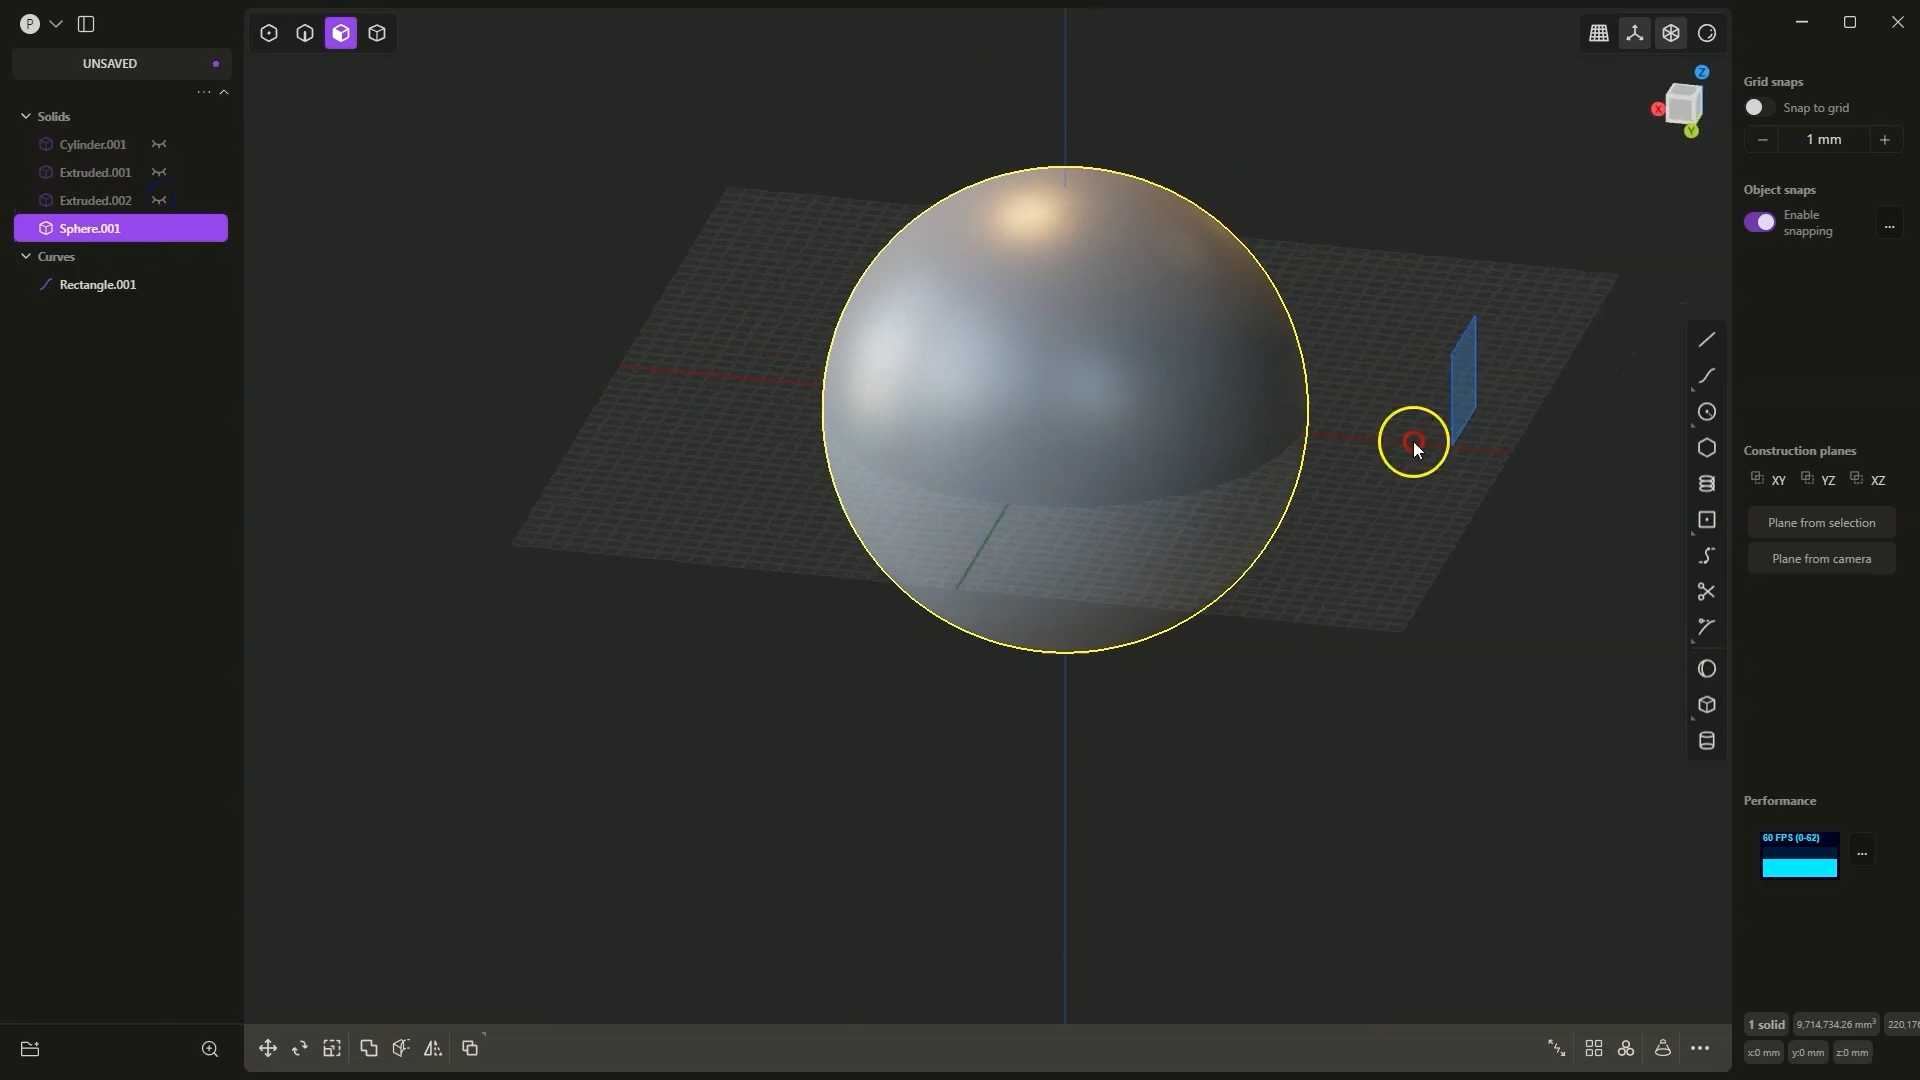 P
UNSAVED
Solids
Cylinder.001
Extruded.001
Extruded.002
Sphere.001
Curves
Rectangle.001
Z
X
Y
Grid snaps
Snap to grid
1 mm
Object snaps
Enable
snapping
...
Construction planes
XY YZ XZ
Plane from selection
Plane from camera
Performance
60 FPS (0-62)
...
1 solid 9,714,734.26 mm³ 220,176
x:0 mm y:0 mm z:0 mm